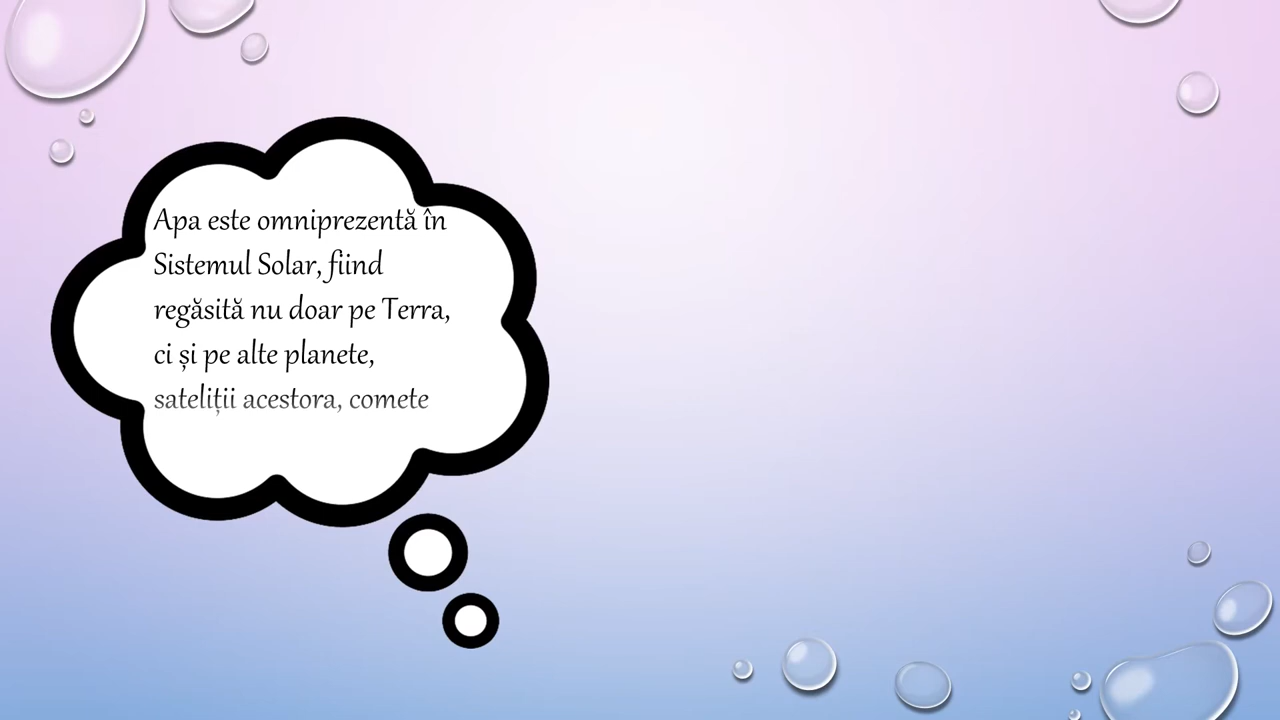 Apa este omniprezentă în
Sistemul Solar, fiind
regăsită nu doar pe Terra,
ci și pe alte planete,
sateliții acestora, comete